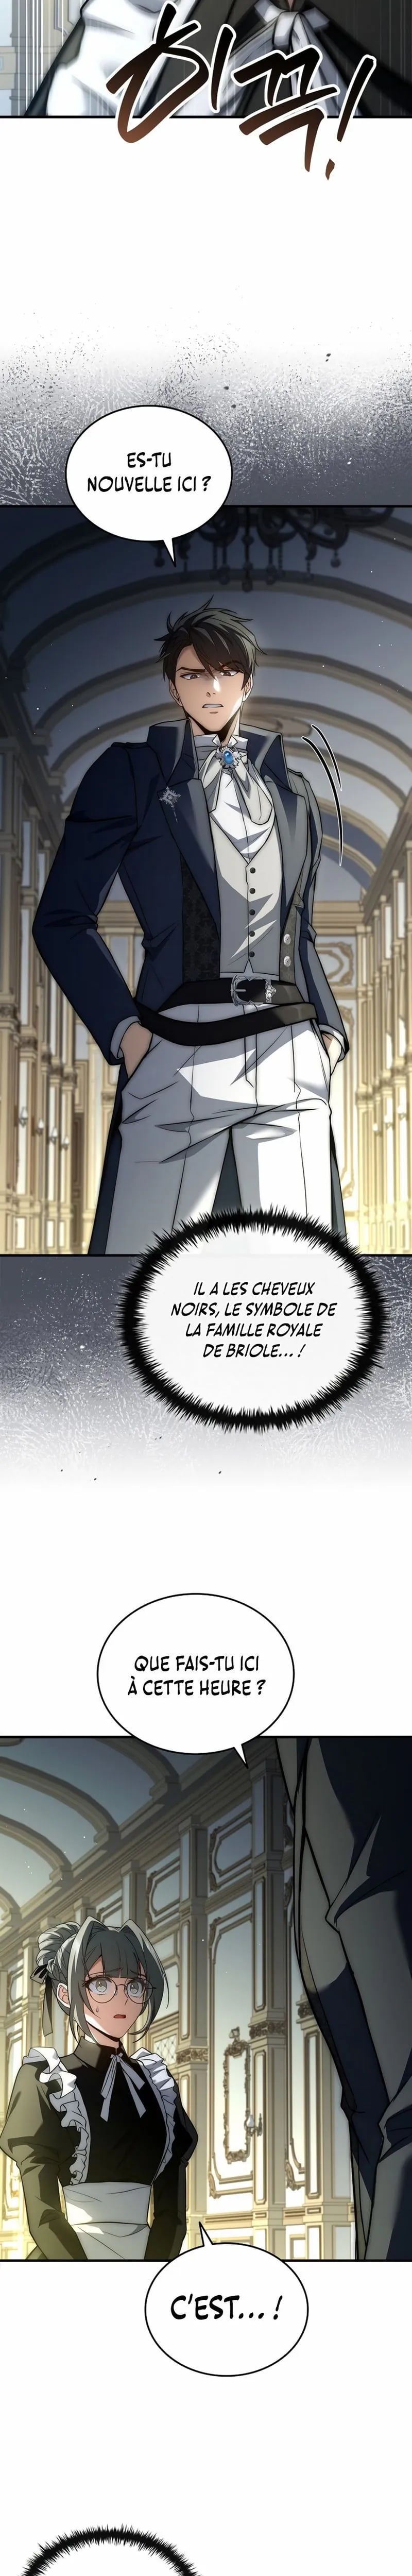 히끅!
ES-TU
NOUVELLE ICI ?
IL A LES CHEVEUX
NOIRS, LE SYMBOLE DE
LA FAMILLE ROYALE
DE BRIOLE... !
QUE FAIS-TU ICI
À CETTE HEURE ?
C'EST... !